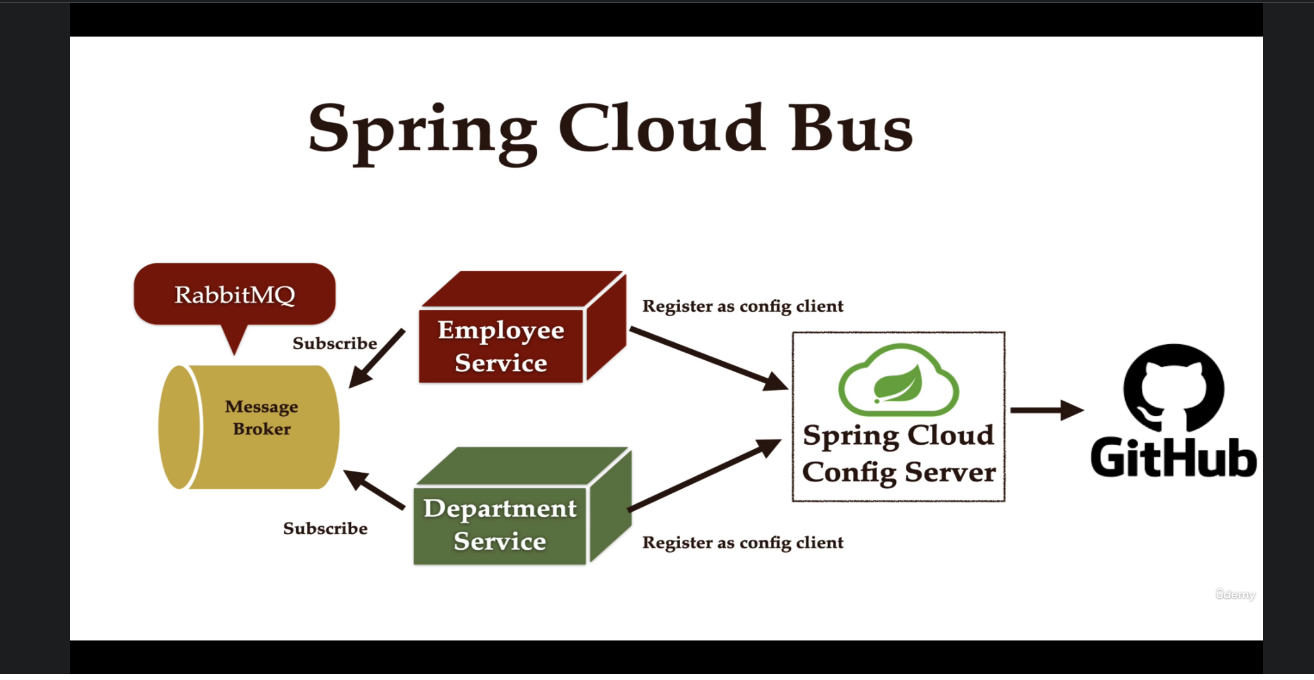 Spring Cloud Bus
RabbitMQ
Subscribe
Message
Broker
Subscribe
Employee
Service
Department
Service
Register as config client
Register as config client
Spring Cloud
Config Server
GitHub
ûdemy